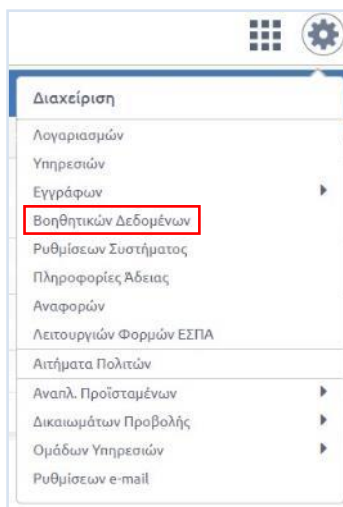 Διαχείριση
Λογαριασμών
Υπηρεσιών
Εγγράφων
Βοηθητικών Δεδομένων
Ρυθμίσεων Συστήματος
Πληροφορίες Άδειας
Αναφορών
Λειτουργιών Φορμών ΕΣΠΑ
Αιτήματα Πολιτών
Αναπλ. Προϊσταμένων
Δικαιωμάτων Προβολής
Ομάδων Υπηρεσιών
Ρυθμίσεων e-mail